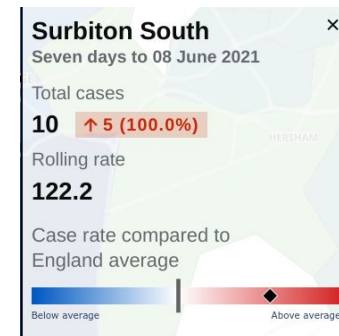 Surbiton South ×
Seven days to 08 June 2021
Total cases
10 ↑ 5 (100.0%)
HERSHAM
Rolling rate
122.2
Case rate compared to
England average
Below average Above average